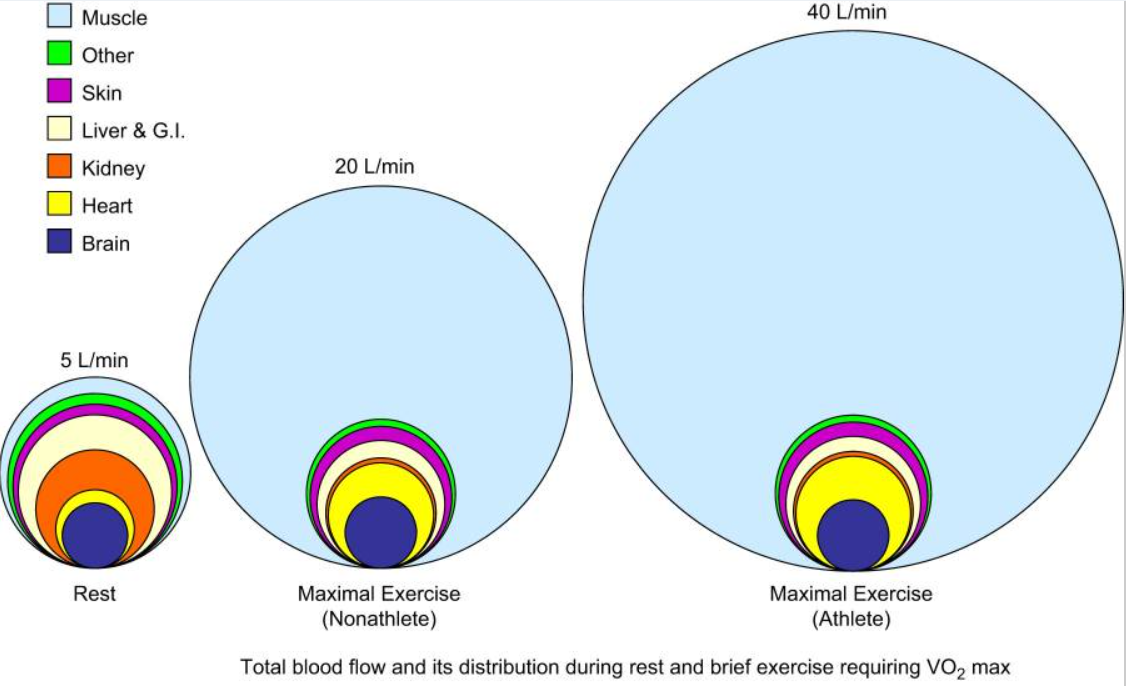 Muscle
Other
Skin
Liver & G.I.
Kidney
Heart
Brain
5 L/min
20 L/min
40 L/min
Rest
Maximal Exercise
(Nonathlete)
Maximal Exercise
(Athlete)
Total blood flow and its distribution during rest and brief exercise requiring VO₂ max